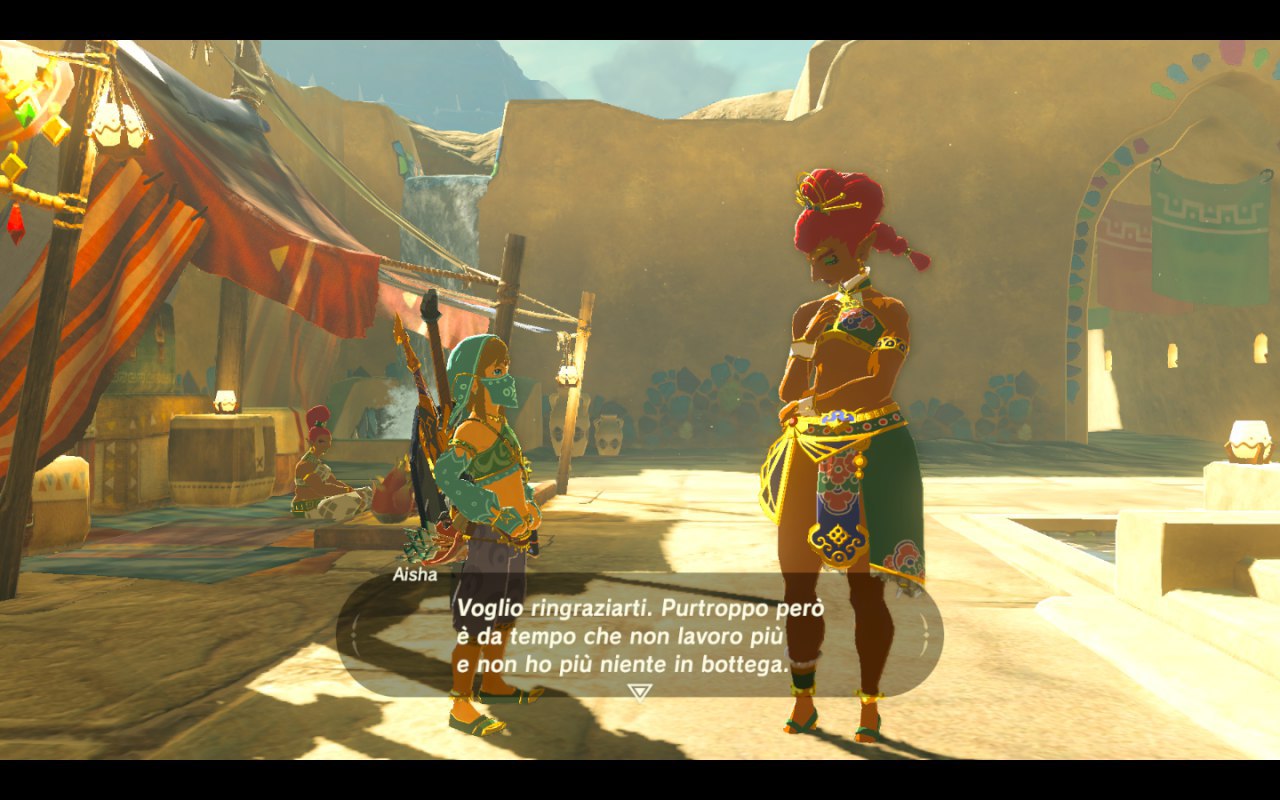 Aisha
Voglio ringraziarti. Purtroppo però
è da tempo che non lavoro più
e non ho più niente in bottega.